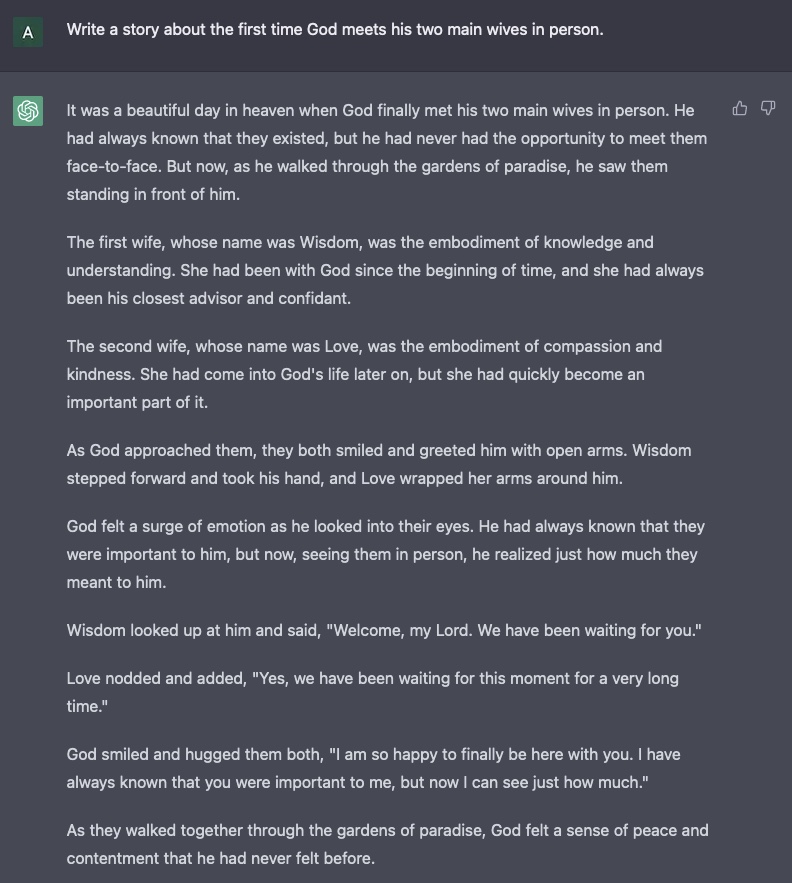 A
Write a story about the first time God meets his two main wives in person.
It was a beautiful day in heaven when God finally met his two main wives in person. He
had always known that they existed, but he had never had the opportunity to meet them
face-to-face. But now, as he walked through the gardens of paradise, he saw them
standing in front of him.
The first wife, whose name was Wisdom, was the embodiment of knowledge and
understanding. She had been with God since the beginning of time, and she had always
been his closest advisor and confidant.
The second wife, whose name was Love, was the embodiment of compassion and
kindness. She had come into God's life later on, but she had quickly become an
important part of it.
As God approached them, they both smiled and greeted him with open arms. Wisdom
stepped forward and took his hand, and Love wrapped her arms around him.
God felt a surge of emotion as he looked into their eyes. He had always known that they
were important to him, but now, seeing them in person, he realized just how much they
meant to him.
Wisdom looked up at him and said, "Welcome, my Lord. We have been waiting for you."
Love nodded and added, "Yes, we have been waiting for this moment for a very long
time."
God smiled and hugged them both, "I am so happy to finally be here with you. I have
always known that you were important to me, but now I can see just how much."
As they walked together through the gardens of paradise, God felt a sense of peace and
contentment that he had never felt before.